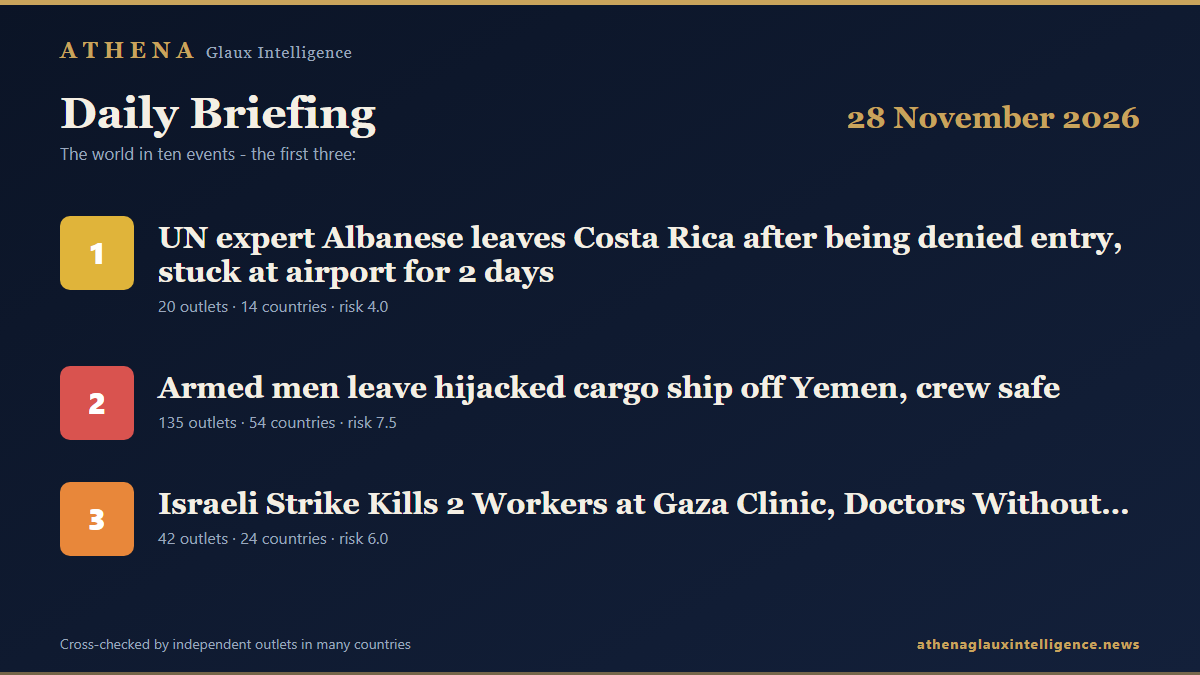 ATHENA Glaux Intelligence
Daily Briefing
28 November 2026
The world in ten events - the first three:
1
UN expert Albanese leaves Costa Rica after being denied entry,
stuck at airport for 2 days
20 outlets · 14 countries · risk 4.0
2
Armed men leave hijacked cargo ship off Yemen, crew safe
135 outlets · 54 countries · risk 7.5
3
Israeli Strike Kills 2 Workers at Gaza Clinic, Doctors Without...
42 outlets · 24 countries · risk 6.0
Cross-checked by independent outlets in many countries
athenaglauxintelligence.news